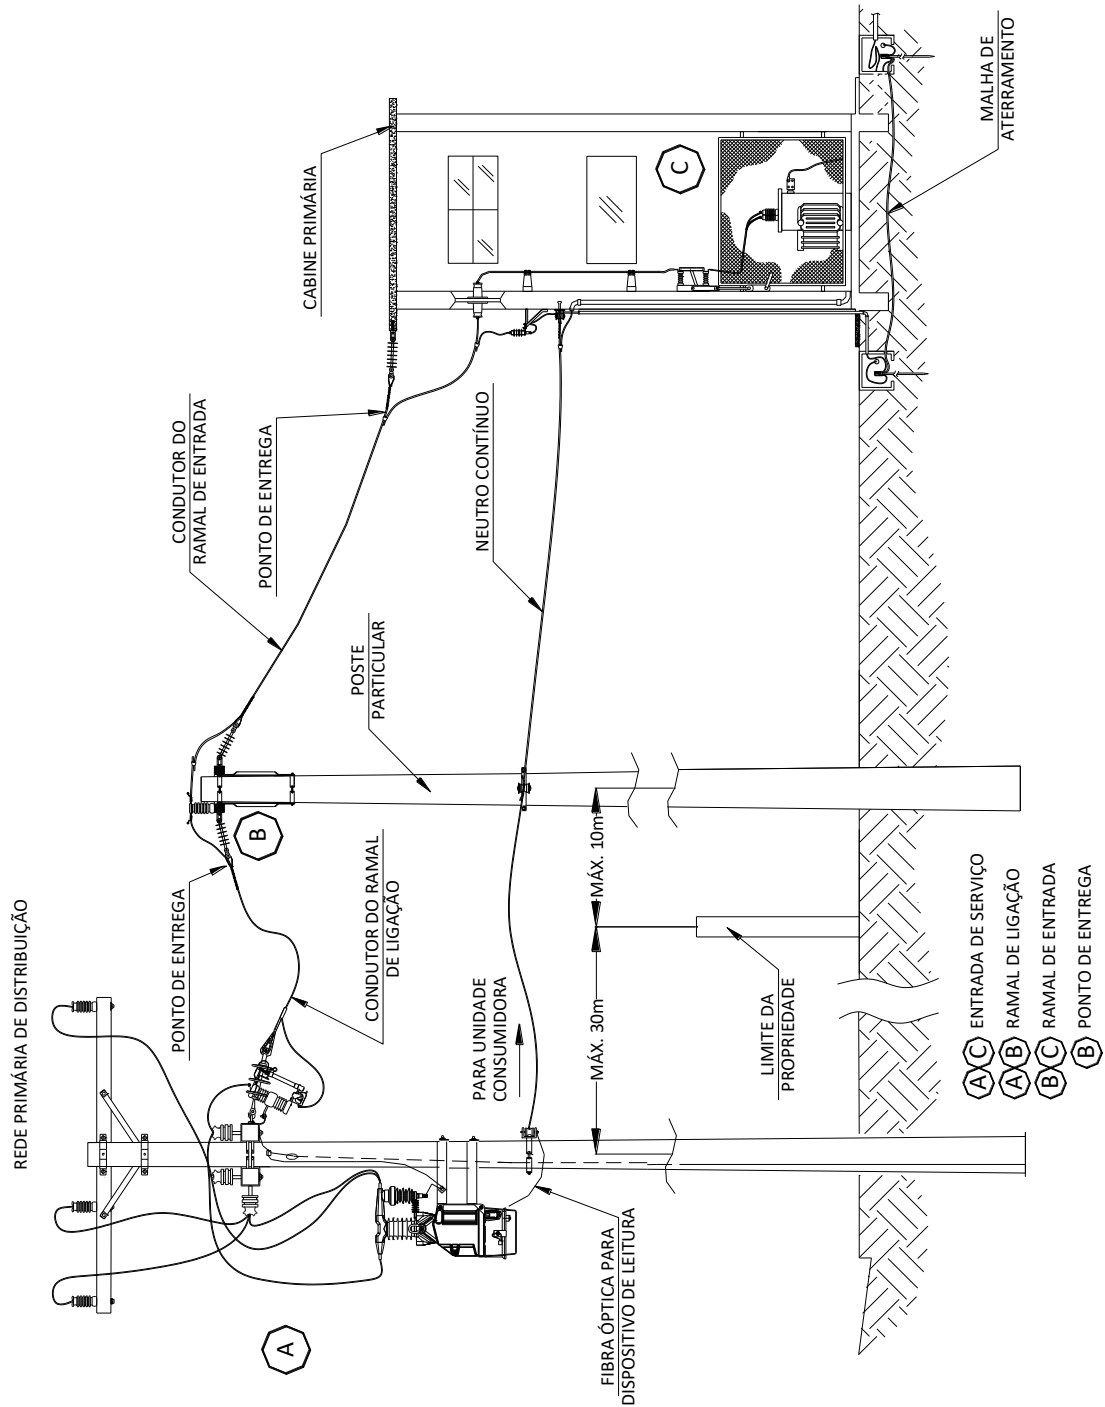 REDE PRIMÁRIA DE DISTRIBUIÇÃO
A
FIBRA ÓPTICA PARA
DISPOSITIVO DE LEITURA
PONTO DE ENTREGA
CONDUTOR DO RAMAL
DE LIGAÇÃO
PARA UNIDADE
CONSUMIDORA
MÁX. 30m
LIMITE DA
PROPRIEDADE
B
MÁX. 10m
POSTE
PARTICULAR
CONDUTOR DO
RAMAL DE ENTRADA
PONTO DE ENTREGA
NEUTRO CONTÍNUO
CABINE PRIMÁRIA
C
MALHA DE
ATERRAMENTO
A C ENTRADA DE SERVIÇO
A B RAMAL DE LIGAÇÃO
B C RAMAL DE ENTRADA
B PONTO DE ENTREGA